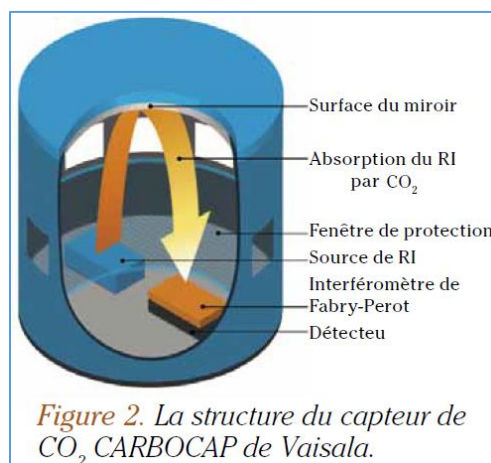 Surface du miroir
Absorption du RI
par CO₂
Fenêtre de protection
Source de RI
Interféromètre de
Fabry-Perot
Détecteu
Figure 2. La structure du capteur de
CO₂ CARBOCAP de Vaisala.